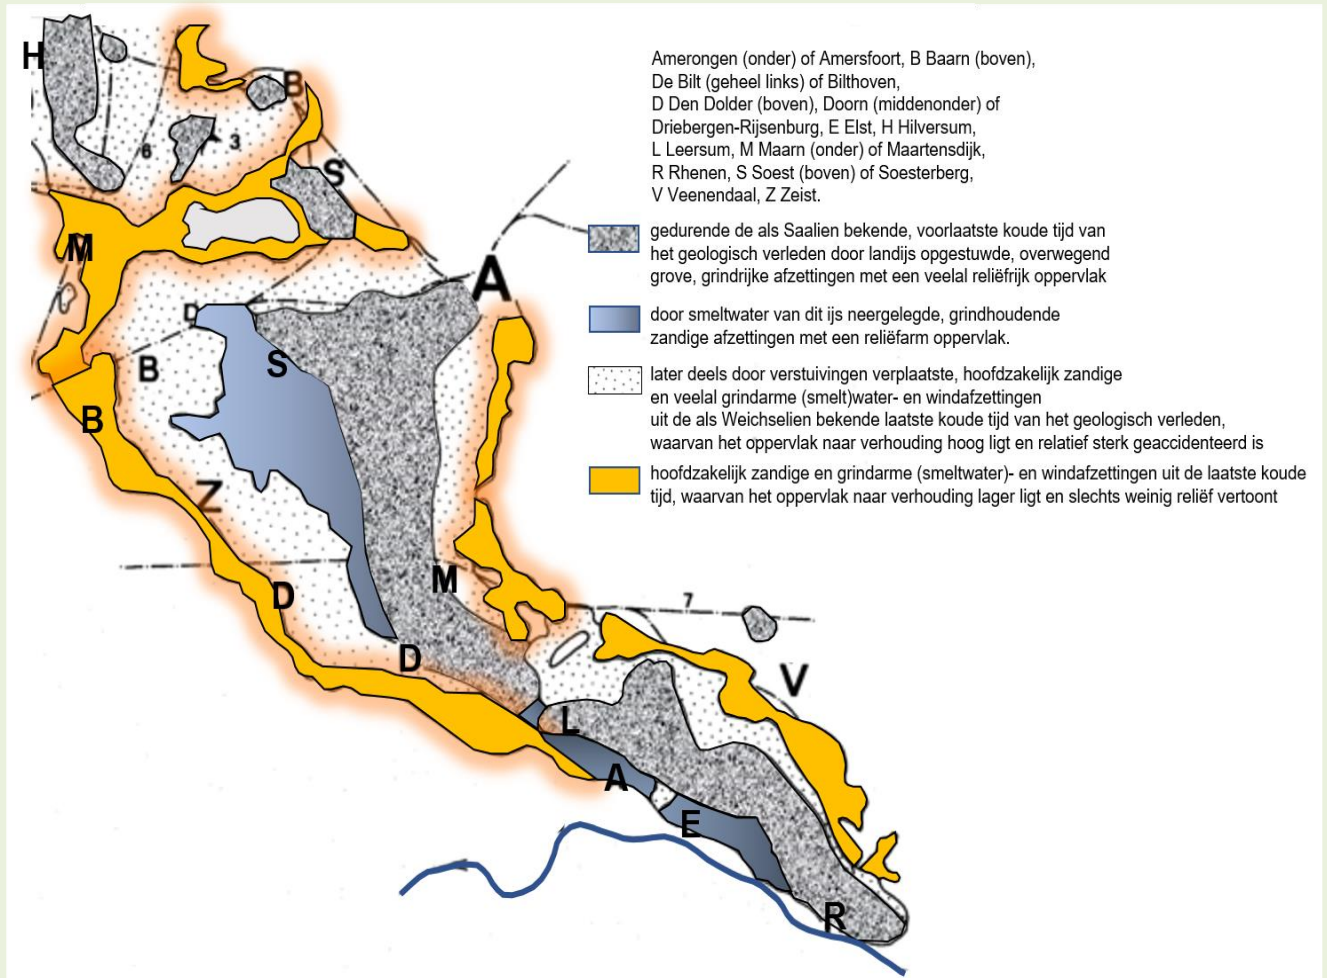 Amerongen (onder) of Amersfoort, B Baarn (boven),
De Bilt (geheel links) of Bilthoven,
D Den Dolder (boven), Doorn (middenonder) of
Driebergen-Rijsenburg, E Elst, H Hilversum,
L Leersum, M Maarn (onder) of Maartensdijk,
R Rhenen, S Soest (boven) of Soesterberg,
V Veenendaal, Z Zeist.
gedurende de als Saalien bekende, voorlaatste koude tijd van
het geologisch verleden door landijs opgestuwde, overwegend
grove, grindrijke afzettingen met een veelal reliëfrijk oppervlak
door smeltwater van dit ijs neergelegde, grindhoudende
zandige afzettingen met een reliëfarm oppervlak.
later deels door verstuivingen verplaatste, hoofdzakelijk zandige
en veelal grindarme (smelt)water- en windafzettingen
uit de als Weichselien bekende laatste koude tijd van het geologisch verleden,
waarvan het oppervlak naar verhouding hoog ligt en relatief sterk geaccidenteerd is
hoofdzakelijk zandige en grindarme (smeltwater)- en windafzettingen uit de laatste koude
tijd, waarvan het oppervlak naar verhouding lager ligt en slechts weinig reliëf vertoont
H
B
6
3
S
M
A
D
B
S
B
Z
M
D
7
D
V
L
A
E
R